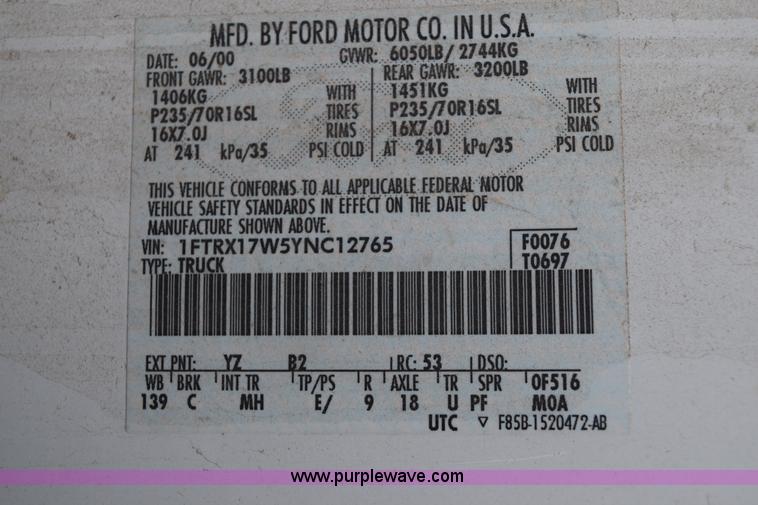 MFD. BY FORD MOTOR CO. IN U.S.A.
DATE: 06/00 GVWR: 6050LB/ 2744KG
FRONT GAWR: 3100LB REAR GAWR: 3200LB
1406KG WITH 1451KG WITH
P235/70R16SL TIRES P235/70R16SL TIRES
16X7.0J RIMS 16X7.0J RIMS
AT 241 kPa/35 PSI COLD AT 241 kPa/35 PSI COLD
THIS VEHICLE CONFORMS TO ALL APPLICABLE FEDERAL MOTOR
VEHICLE SAFETY STANDARDS IN EFFECT ON THE DATE OF
MANUFACTURE SHOWN ABOVE.
VIN: 1FTRX17W5YNC12765 F0076
TYPE: TRUCK T0697
EXT PNT: YZ B2 RC: 53 DSO:
WB BRK INT TR TP/PS R AXLE TR SPR 0F516
139 C MH E/ 9 18 U PF M0A
UTC ▽ F85B-1520472-AB
www.purplewave.com